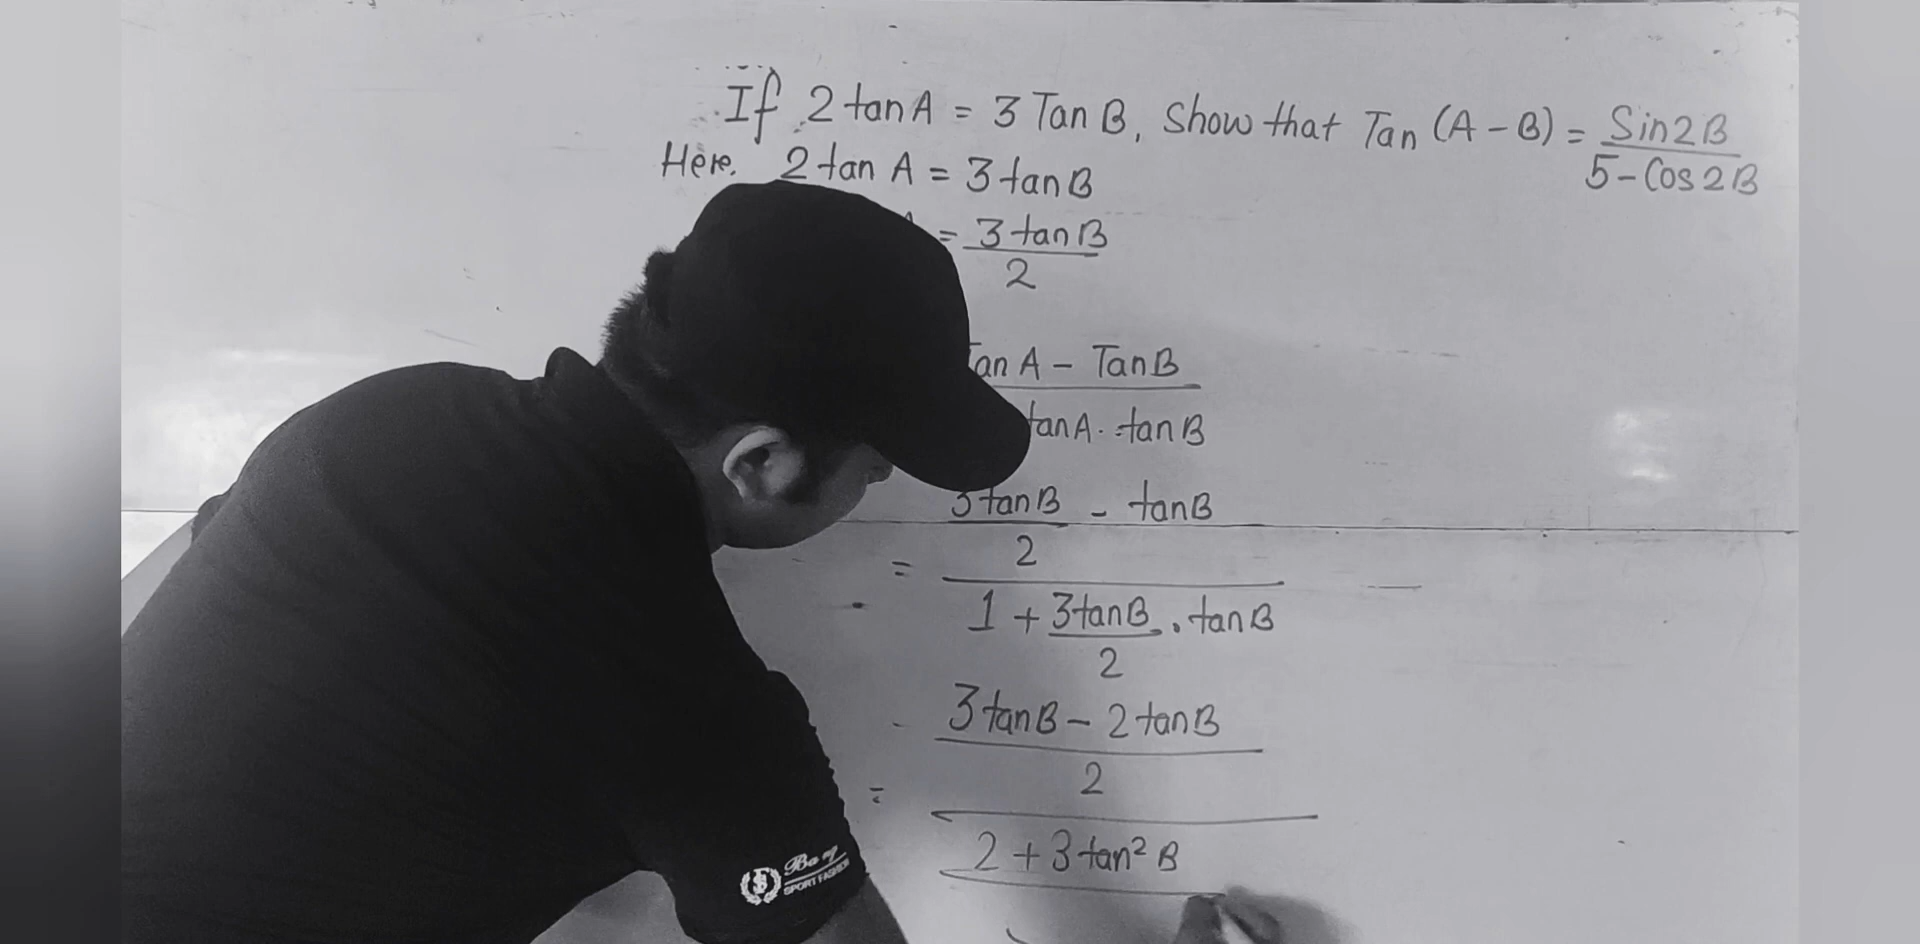 If 2 tan A = 3 Tan B, Show that Tan (A - B) = Sin2B / 5 - Cos 2B
Here, 2 tan A = 3 tan B
= 3 tan B / 2
an A - Tan B
tan A . tan B
3 tan B - tan B
2
=
1 + 3 tan B . tan B
2
3 tan B - 2 tan B
2
=
2 + 3 tan² B
SPORT